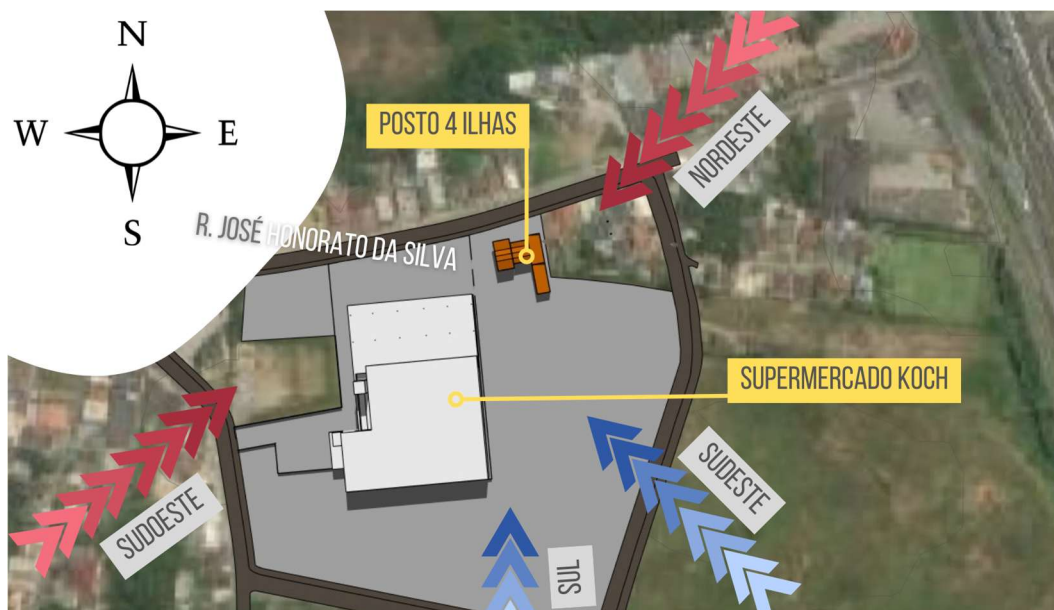 N
W E
S
POSTO 4 ILHAS
NORDESTE
R. JOSÉ HONORATO DA SILVA
SUPERMERCADO KOCH
SUDOESTE
SUDESTE
SUL